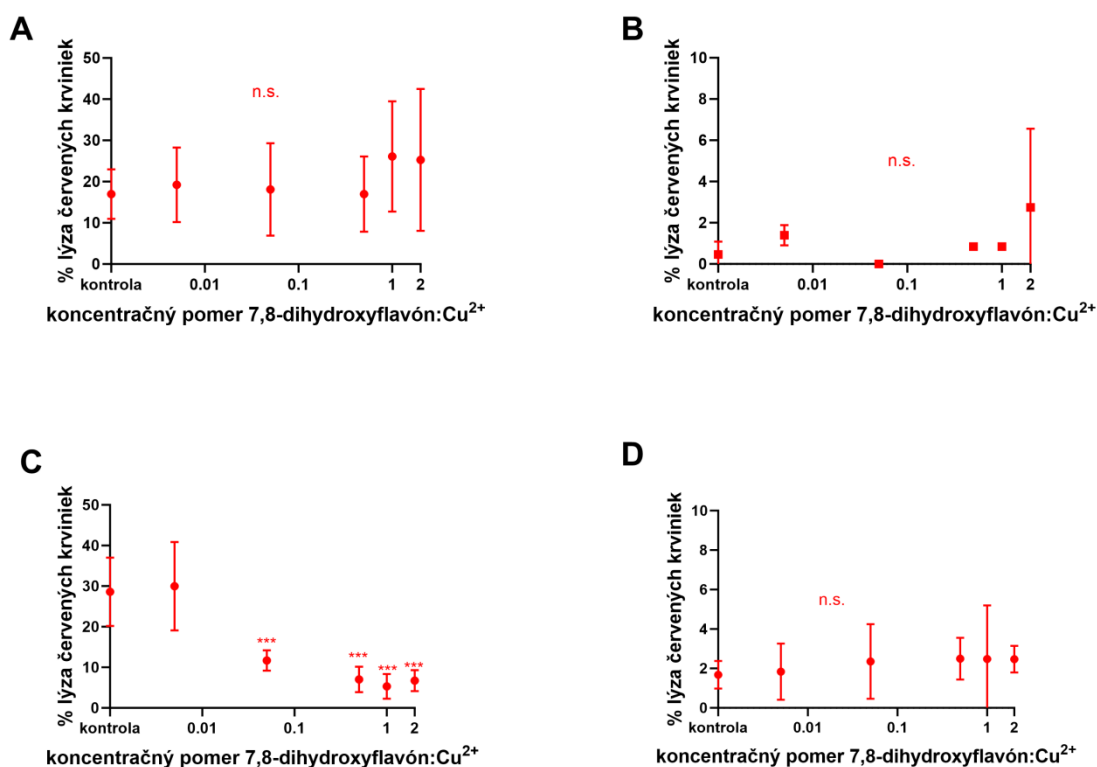 A
% lýza červených krviniek
50
40
30
20
10
0
n.s.
kontrola 0.01 0.1 1 2
koncentračný pomer 7,8-dihydroxyflavón:Cu²⁺
B
% lýza červených krviniek
10
8
6
4
2
0
n.s.
kontrola 0.01 0.1 1 2
koncentračný pomer 7,8-dihydroxyflavón:Cu²⁺
C
% lýza červených krviniek
50
40
30
20
10
0
*** *** *** ***
kontrola 0.01 0.1 1 2
koncentračný pomer 7,8-dihydroxyflavón:Cu²⁺
D
% lýza červených krviniek
10
8
6
4
2
0
n.s.
kontrola 0.01 0.1 1 2
koncentračný pomer 7,8-dihydroxyflavón:Cu²⁺